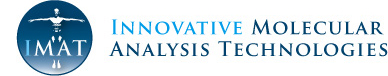 IMAT
INNOVATIVE MOLECULAR
ANALYSIS TECHNOLOGIES